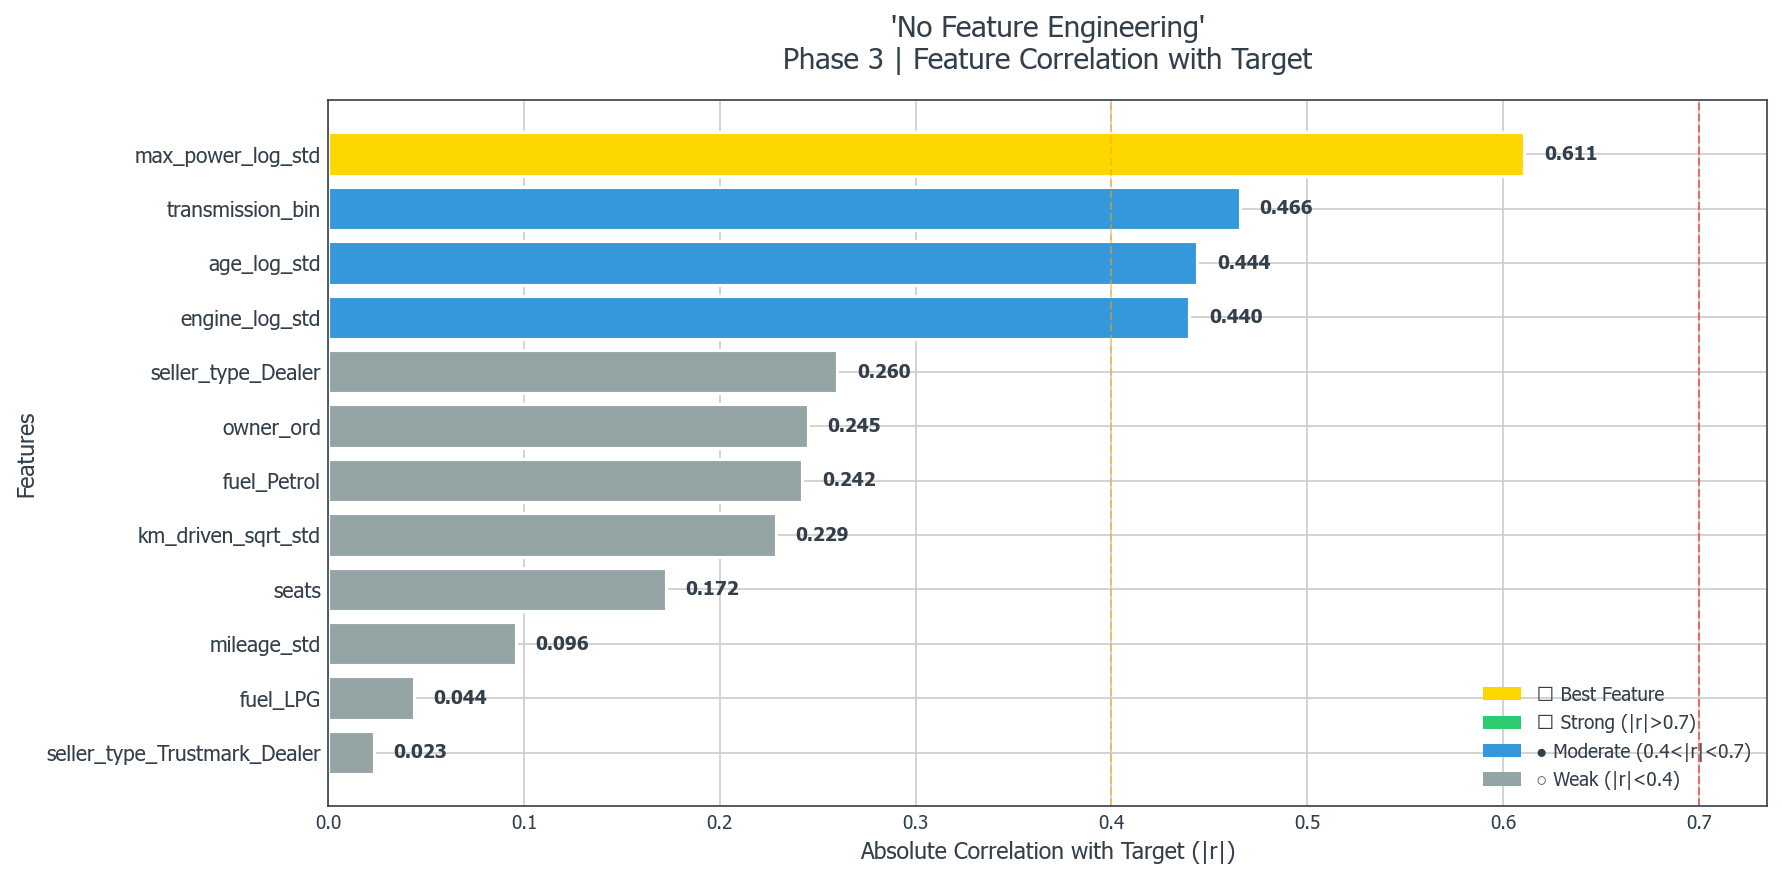 'No Feature Engineering'
Phase 3 | Feature Correlation with Target
Features
max_power_log_std 0.611
transmission_bin 0.466
age_log_std 0.444
engine_log_std 0.440
seller_type_Dealer 0.260
owner_ord 0.245
fuel_Petrol 0.242
km_driven_sqrt_std 0.229
seats 0.172
mileage_std 0.096
fuel_LPG 0.044
seller_type_Trustmark_Dealer 0.023
□ Best Feature
□ Strong (|r|>0.7)
● Moderate (0.4<|r|<0.7)
○ Weak (|r|<0.4)
0.0 0.1 0.2 0.3 0.4 0.5 0.6 0.7
Absolute Correlation with Target (|r|)